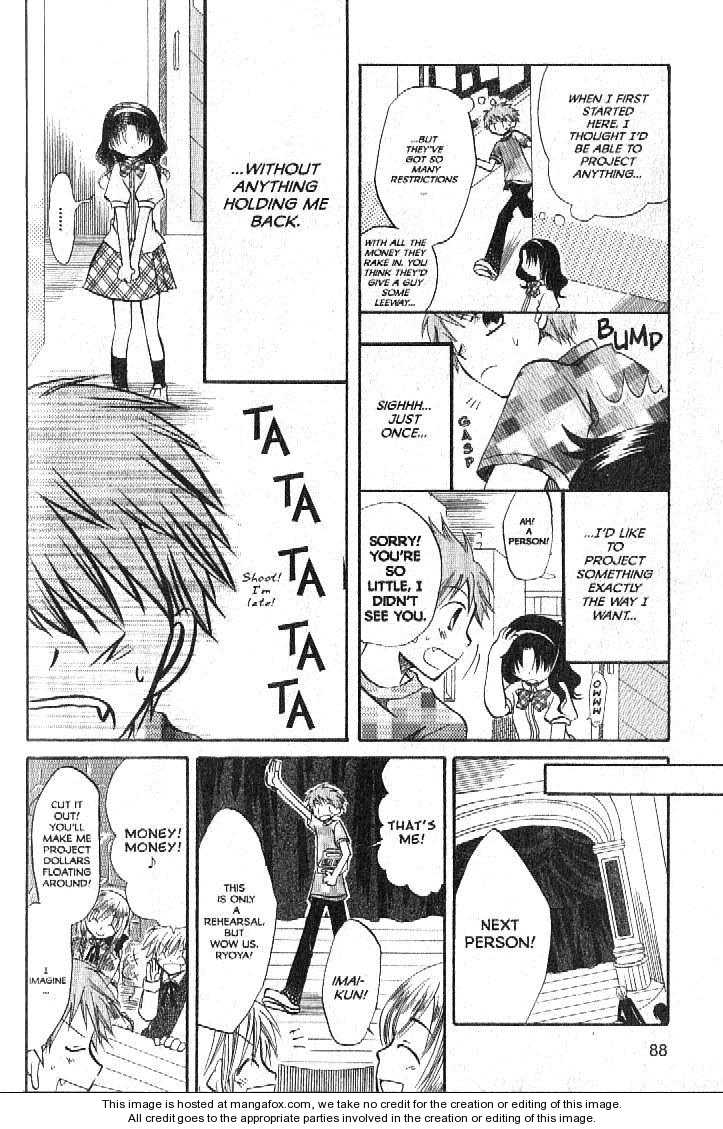 WHEN I FIRST
STARTED
HERE, I
THOUGHT I'D
BE ABLE TO
PROJECT
ANYTHING...
...BUT
THEY'VE
GOT SO
MANY
RESTRICTIONS
...
WITH ALL THE
MONEY THEY
RAKE IN, YOU
THINK THEY'D
GIVE A GUY
SOME
LEEWAY...
BUMP
GASP
SIGHHH...
JUST
ONCE...
...I'D LIKE
TO
PROJECT
SOMETHING
EXACTLY
THE WAY I
WANT...
AH!
A
PERSON!
SORRY!
YOU'RE
SO
LITTLE, I
DIDN'T
SEE YOU.
OWWW
...WITHOUT
ANYTHING
HOLDING ME
BACK.
......
TA
TA
TA
TA
TA
Shoot!
I'm
late!
NEXT
PERSON!
THAT'S
ME!
IMAI-
KUN!
THIS
IS ONLY
A
REHEARSAL,
BUT
WOW US,
RYOYA!
MONEY!
MONEY!
♪
CUT IT
OUT!
YOU'LL
MAKE ME
PROJECT
DOLLARS
FLOATING
AROUND!
I
IMAGINE
...
88
This image is hosted at mangafox.com, we take no credit for the creation or editing of this image.
All credit goes to the appropriate parties involved in the creation or editing of this image.